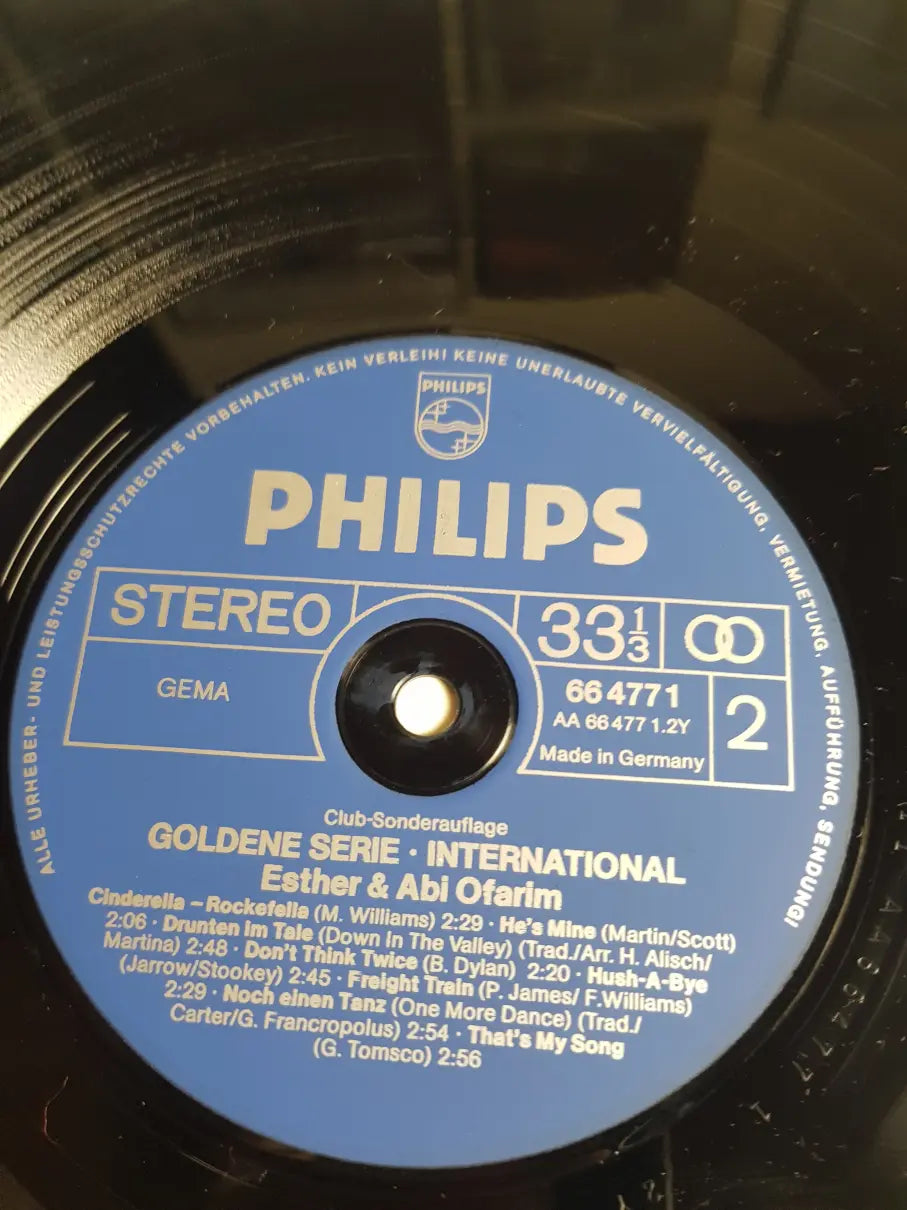 ALLE URHEBER- UND LEISTUNGSSCHUTZRECHTE VORBEHALTEN. KEIN VERLEIH! KEINE UNERLAUBTE VERVIELFÄLTIGUNG, VERMIETUNG, AUFFÜHRUNG, SENDUNG!
PHILIPS
PHILIPS
STEREO
33 1/3
GEMA
66 477 1
AA 66 477 1.2Y
Made in Germany
2
Club-Sonderauflage
GOLDENE SERIE · INTERNATIONAL
Esther & Abi Ofarim
Cinderella – Rockefella (M. Williams) 2:29 · He's Mine (Martin/Scott)
2:06 · Drunten im Tale (Down In The Valley) (Trad./Arr. H. Alisch/
Martina) 2:48 · Don't Think Twice (B. Dylan) 2:20 · Hush-A-Bye
(Jarrow/Stookey) 2:45 · Freight Train (P. James/ F. Williams)
2:29 · Noch einen Tanz (One More Dance) (Trad./
Carter/G. Francropolus) 2:54 · That's My Song
(G. Tomsco) 2:56